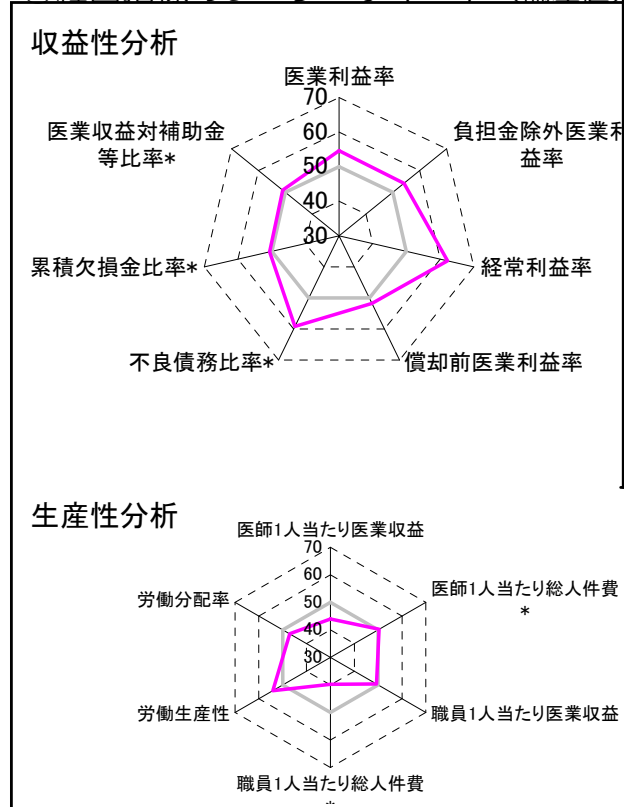 収益性分析
医業利益率
70
60
50
40
30
負担金除外医業利
益率
経常利益率
償却前医業利益率
不良債務比率*
累積欠損金比率*
医業収益対補助金
等比率*
生産性分析
医師1人当たり医業収益
70
60
50
40
30
医師1人当たり総人件費
*
職員1人当たり医業収益
職員1人当たり総人件費
*
労働生産性
労働分配率